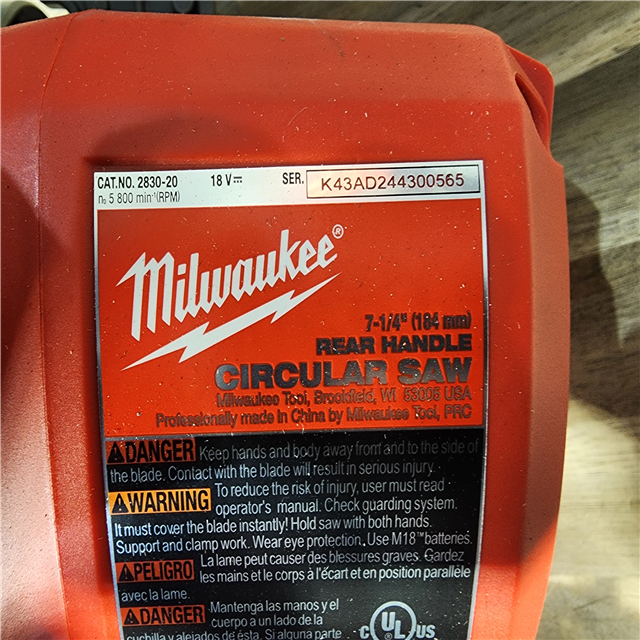 CAT.NO. 2830-20 18 V⎓ SER. K43AD244300565
n₀ 5 800 min⁻¹(RPM)
Milwaukee®
7-1/4" (184 mm)
REAR HANDLE
CIRCULAR SAW
Milwaukee Tool, Brookfield, WI 53005 USA
Professionally made in China by Milwaukee Tool, PRC
⚠DANGER Keep hands and body away from and to the side of
the blade. Contact with the blade will result in serious injury.
⚠WARNING To reduce the risk of injury, user must read
operator's manual. Check guarding system.
It must cover the blade instantly! Hold saw with both hands.
Support and clamp work. Wear eye protection. Use M18™ batteries.
⚠PELIGRO La lame peut causer des blessures graves. Gardez
les mains et le corps à l'écart et en position parallèle
avec la lame.
⚠DANGER Mantenga las manos y el
cuerpo a un lado de la
cuchilla y alejados de ésta. Si alguna parte
C UL US